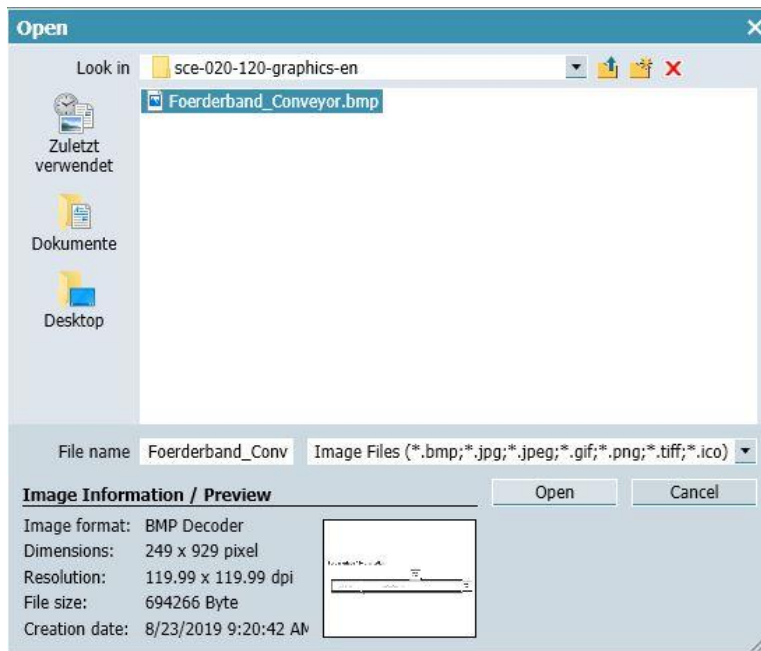 Open
Look in sce-020-120-graphics-en
Foerderband_Conveyor.bmp
Zuletzt
verwendet
Dokumente
Desktop
File name Foerderband_Conv Image Files (*.bmp;*.jpg;*.jpeg;*.gif;*.png;*.tiff;*.ico)
Image Information / Preview Open Cancel
Image format: BMP Decoder
Dimensions: 249 x 929 pixel
Resolution: 119.99 x 119.99 dpi
File size: 694266 Byte
Creation date: 8/23/2019 9:20:42 AM